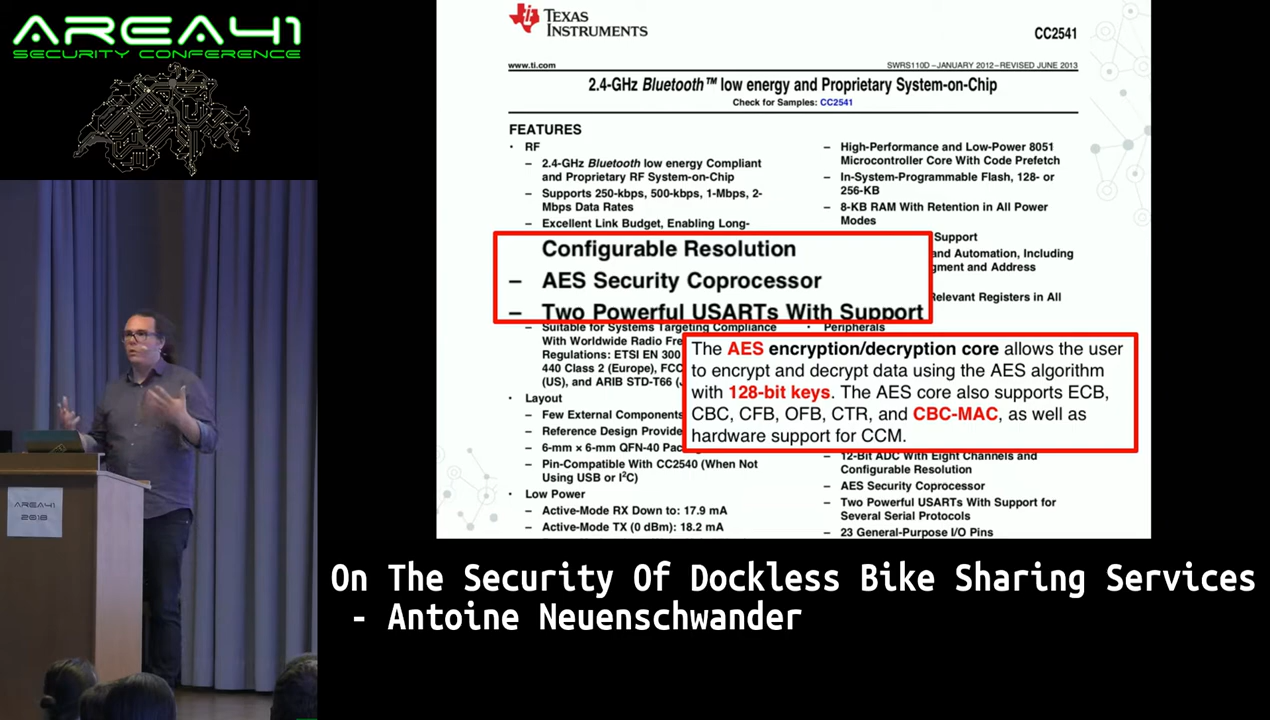 AREA41
SECURITY CONFERENCE
AREA41
2018
TEXAS
INSTRUMENTS
CC2541
www.ti.com
SWRS110D – JANUARY 2012 – REVISED JUNE 2013
2.4-GHz Bluetooth™ low energy and Proprietary System-on-Chip
Check for Samples: CC2541
FEATURES
• RF
– 2.4-GHz Bluetooth low energy Compliant
and Proprietary RF System-on-Chip
– Supports 250-kbps, 500-kbps, 1-Mbps, 2-
Mbps Data Rates
– Excellent Link Budget, Enabling Long-
Configurable Resolution
– AES Security Coprocessor
– Two Powerful USARTs With Support
– Suitable for Systems Targeting Compliance
With Worldwide Radio Fre
Regulations: ETSI EN 300
440 Class 2 (Europe), FCC
(US), and ARIB STD-T66 (
• Layout
– Few External Components
– Reference Design Provide
– 6-mm × 6-mm QFN-40 Pac
– Pin-Compatible With CC2540 (When Not
Using USB or I²C)
• Low Power
– Active-Mode RX Down to: 17.9 mA
– Active-Mode TX (0 dBm): 18.2 mA
– High-Performance and Low-Power 8051
Microcontroller Core With Code Prefetch
– In-System-Programmable Flash, 128- or
256-KB
– 8-KB RAM With Retention in All Power
Modes
Support
and Automation, Including
gment and Address
Relevant Registers in All
• Peripherals
The AES encryption/decryption core allows the user
to encrypt and decrypt data using the AES algorithm
with 128-bit keys. The AES core also supports ECB,
CBC, CFB, OFB, CTR, and CBC-MAC, as well as
hardware support for CCM.
– 12-Bit ADC With Eight Channels and
Configurable Resolution
– AES Security Coprocessor
– Two Powerful USARTs With Support for
Several Serial Protocols
– 23 General-Purpose I/O Pins
On The Security Of Dockless Bike Sharing Services
- Antoine Neuenschwander